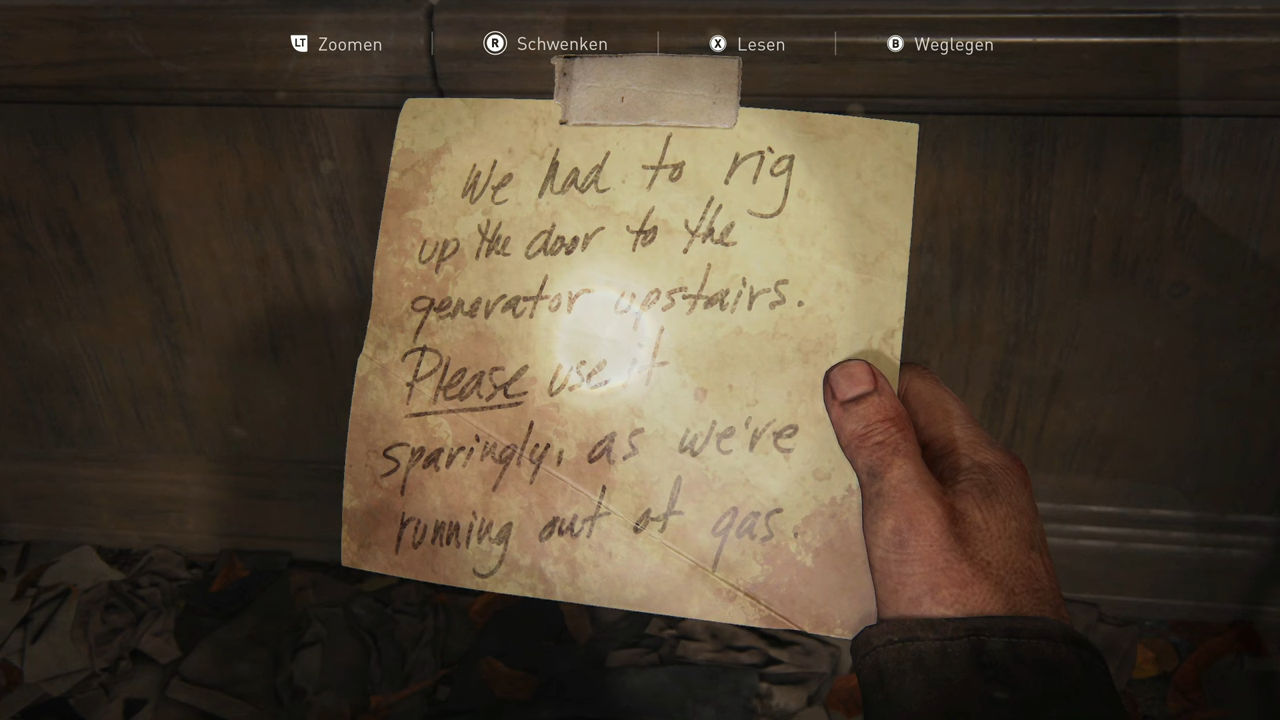 LT Zoomen R Schwenken X Lesen B Weglegen
We had to rig
up the door to the
generator upstairs.
Please use it
sparingly, as we're
running out of gas.